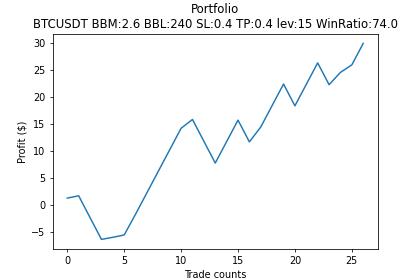 Portfolio
BTCUSDT BBM:2.6 BBL:240 SL:0.4 TP:0.4 lev:15 WinRatio:74.0
30
25
20
15
10
5
0
−5
Profit ($)
0 5 10 15 20 25
Trade counts